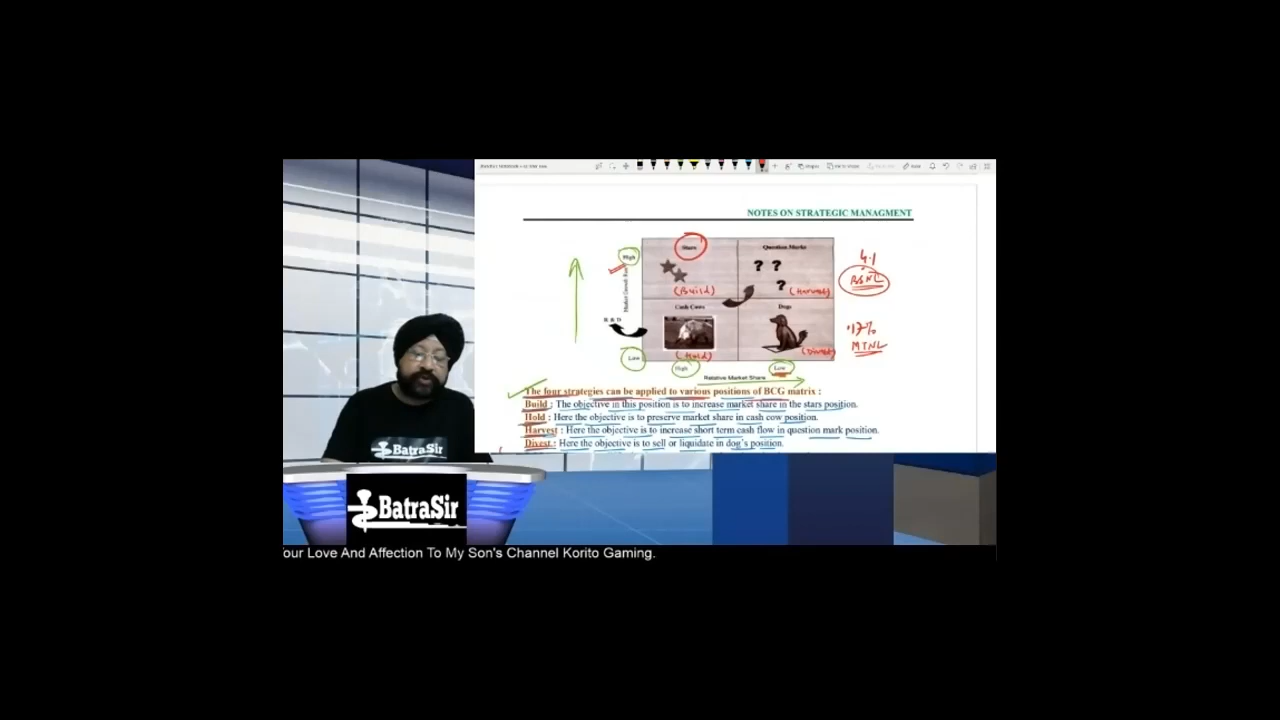 NOTES ON STRATEGIC MANAGMENT
High
Stars
Question Marks
? ?
?
(Build)
(Harvest)
4.1
BSNL
Cash Cows
Dogs
R & D
.17%
MTNL
(Hold)
(Divest)
Low
High
Low
Relative Market Share
The four strategies can be applied to various positions of BCG matrix :
Build : The objective in this position is to increase market share in the stars position.
Hold : Here the objective is to preserve market share in cash cow position.
Harvest : Here the objective is to increase short term cash flow in question mark position.
Divest : Here the objective is to sell or liquidate in dog's position.
BatraSir
BatraSir
our Love And Affection To My Son's Channel Korito Gaming.